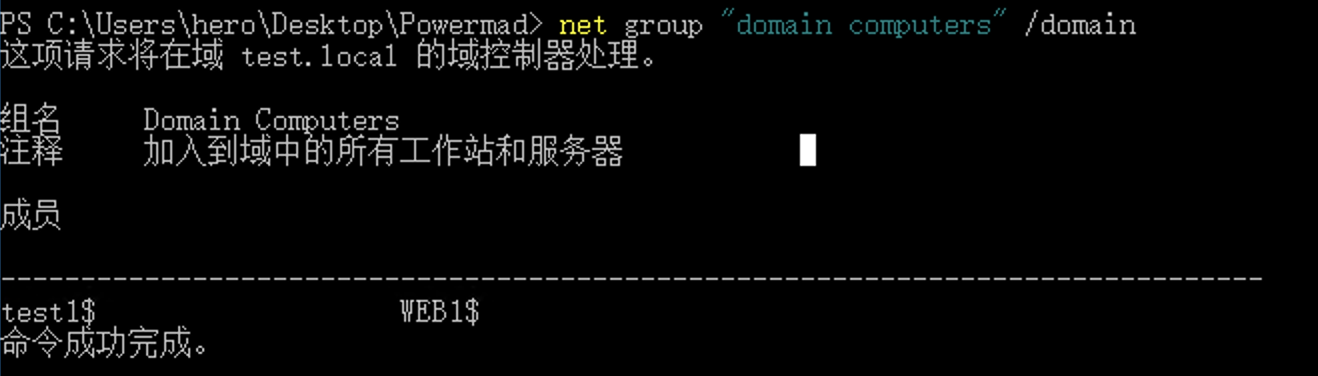 PS C:\Users\hero\Desktop\Powermad> net group "domain computers" /domain
这项请求将在域 test.local 的域控制器处理。
组名 Domain Computers
注释 加入到域中的所有工作站和服务器
成员
-------------------------------------------------------------------------------
test1$ WEB1$
命令成功完成。